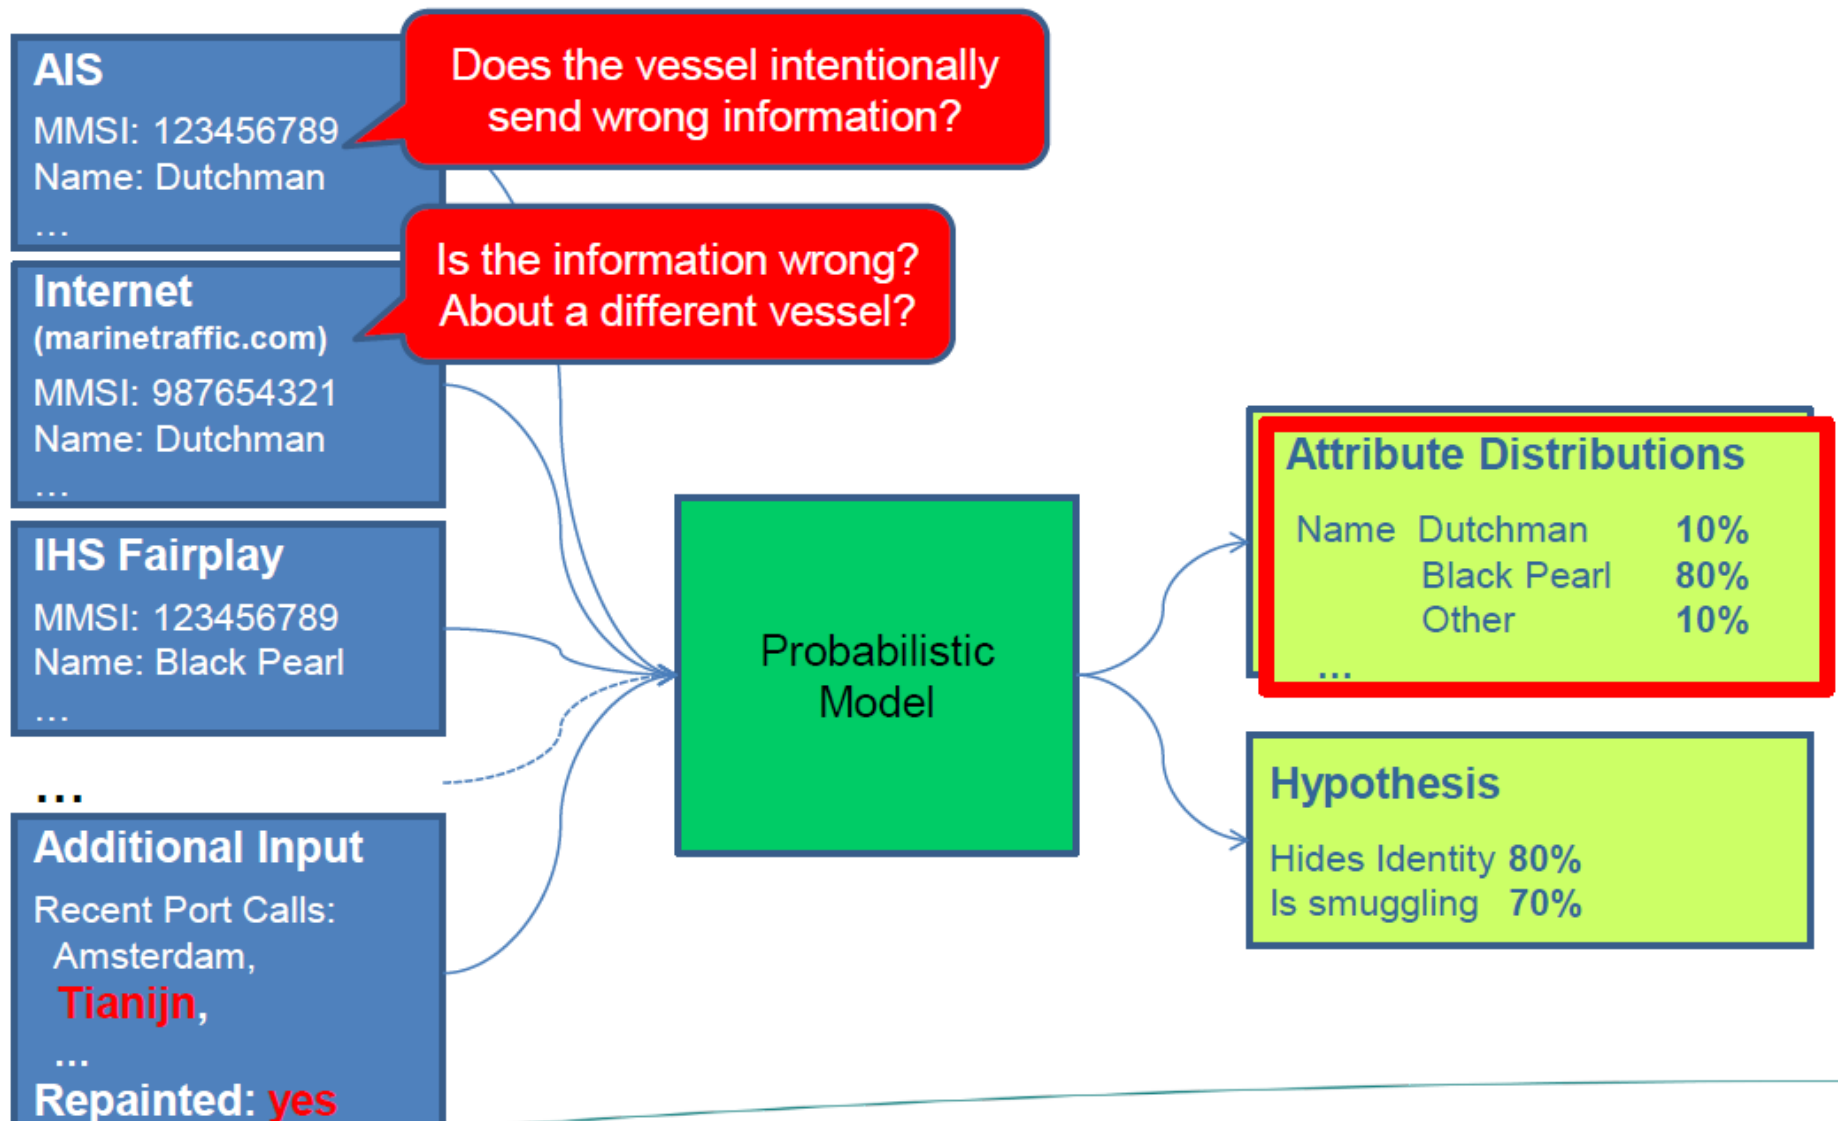 AIS
MMSI: 123456789
Name: Dutchman
...
Does the vessel intentionally
send wrong information?
Internet
(marinetraffic.com)
MMSI: 987654321
Name: Dutchman
...
Is the information wrong?
About a different vessel?
IHS Fairplay
MMSI: 123456789
Name: Black Pearl
...
...
Additional Input
Recent Port Calls:
Amsterdam,
Tianijn,
...
Repainted: yes
Probabilistic
Model
Attribute Distributions
Name Dutchman 10%
Black Pearl 80%
Other 10%
...
Hypothesis
Hides Identity 80%
Is smuggling 70%